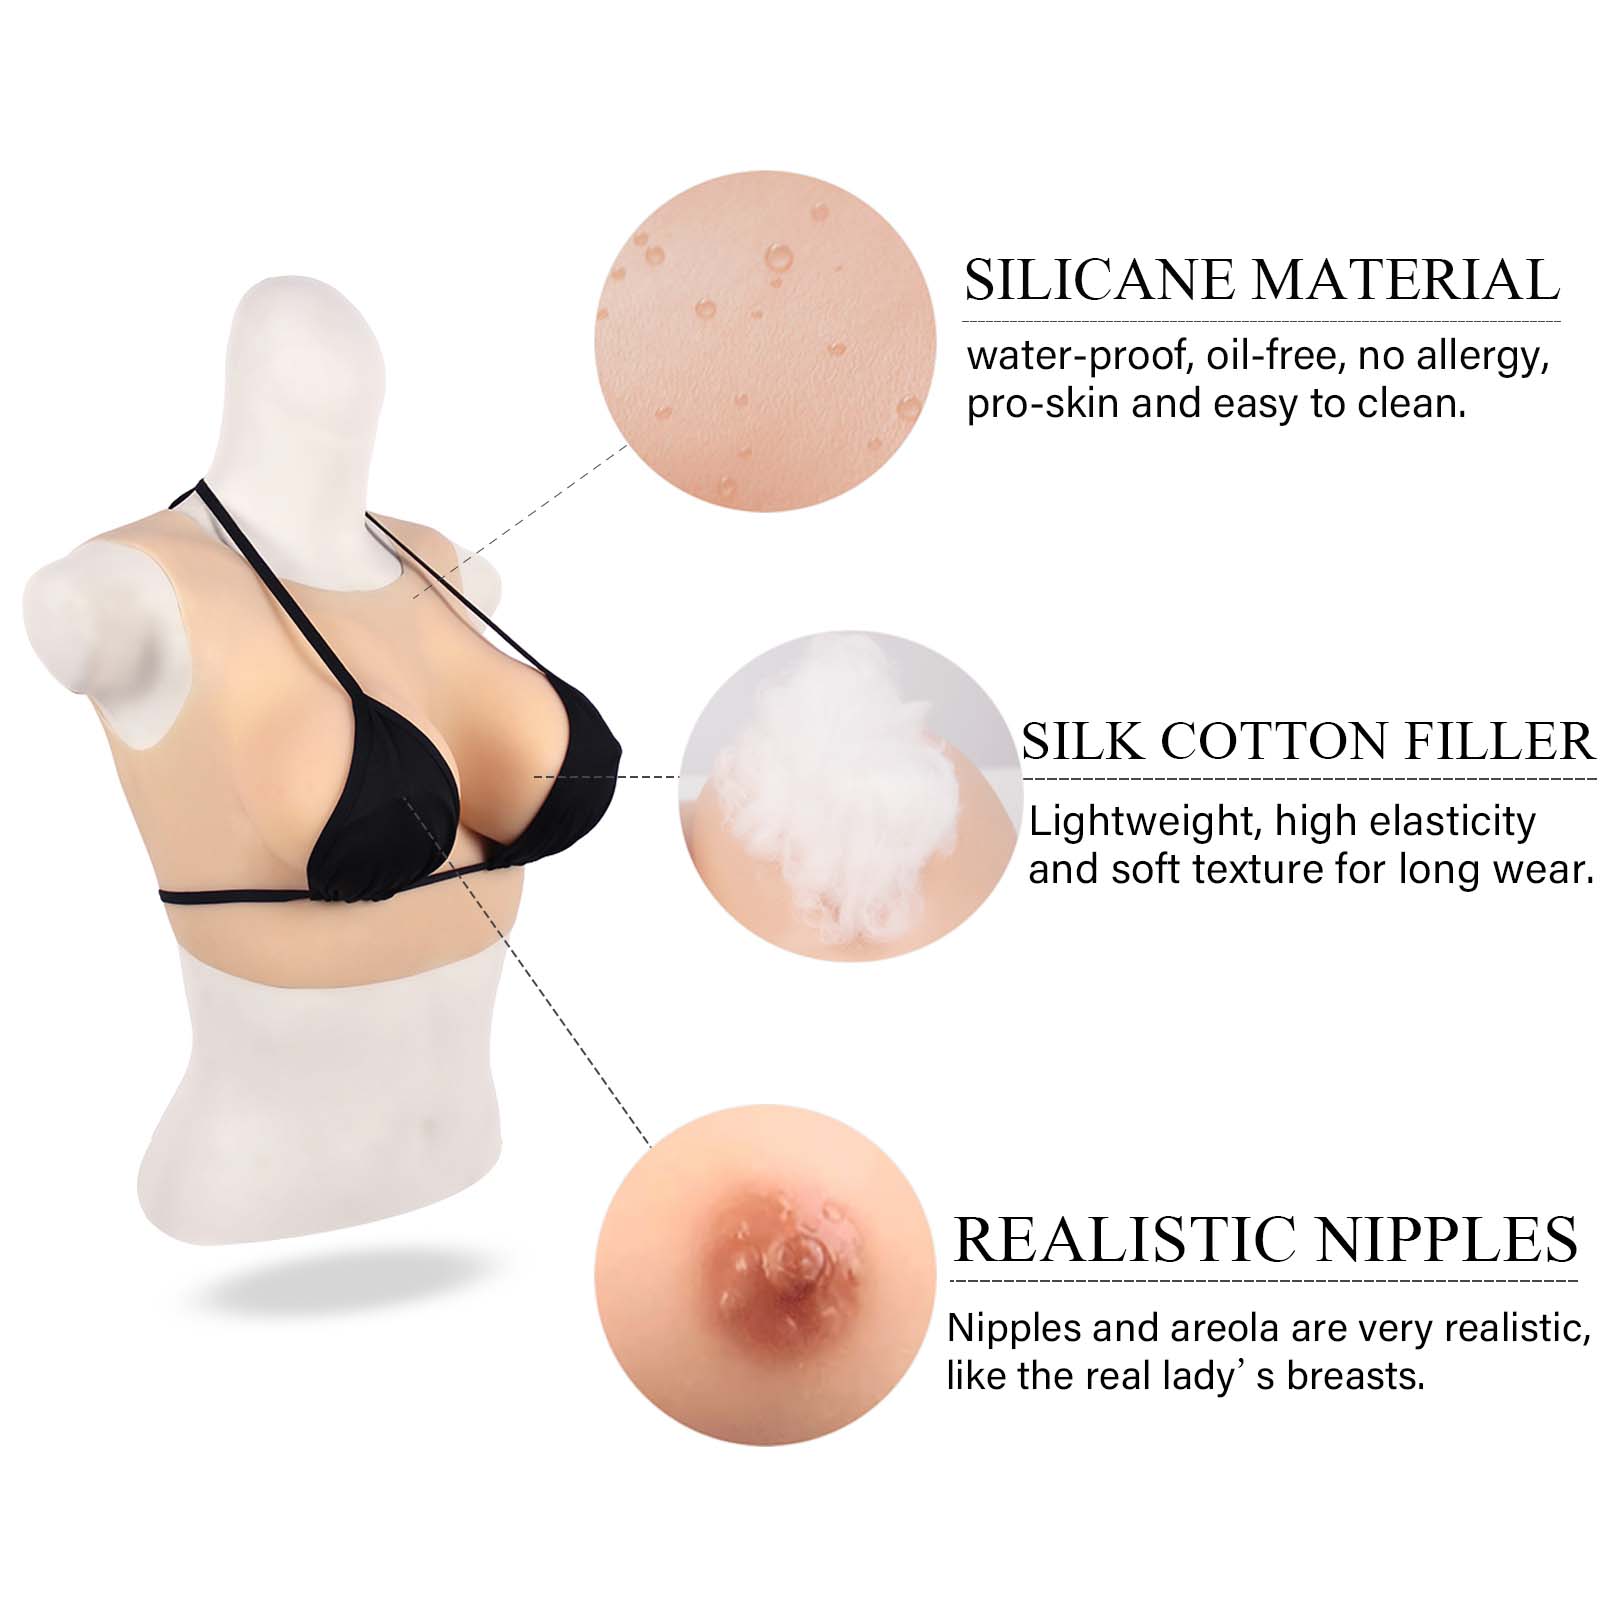 SILICANE MATERIAL
water-proof, oil-free, no allergy,
pro-skin and easy to clean.
SILK COTTON FILLER
Lightweight, high elasticity
and soft texture for long wear.
REALISTIC NIPPLES
Nipples and areola are very realistic,
like the real lady’ s breasts.